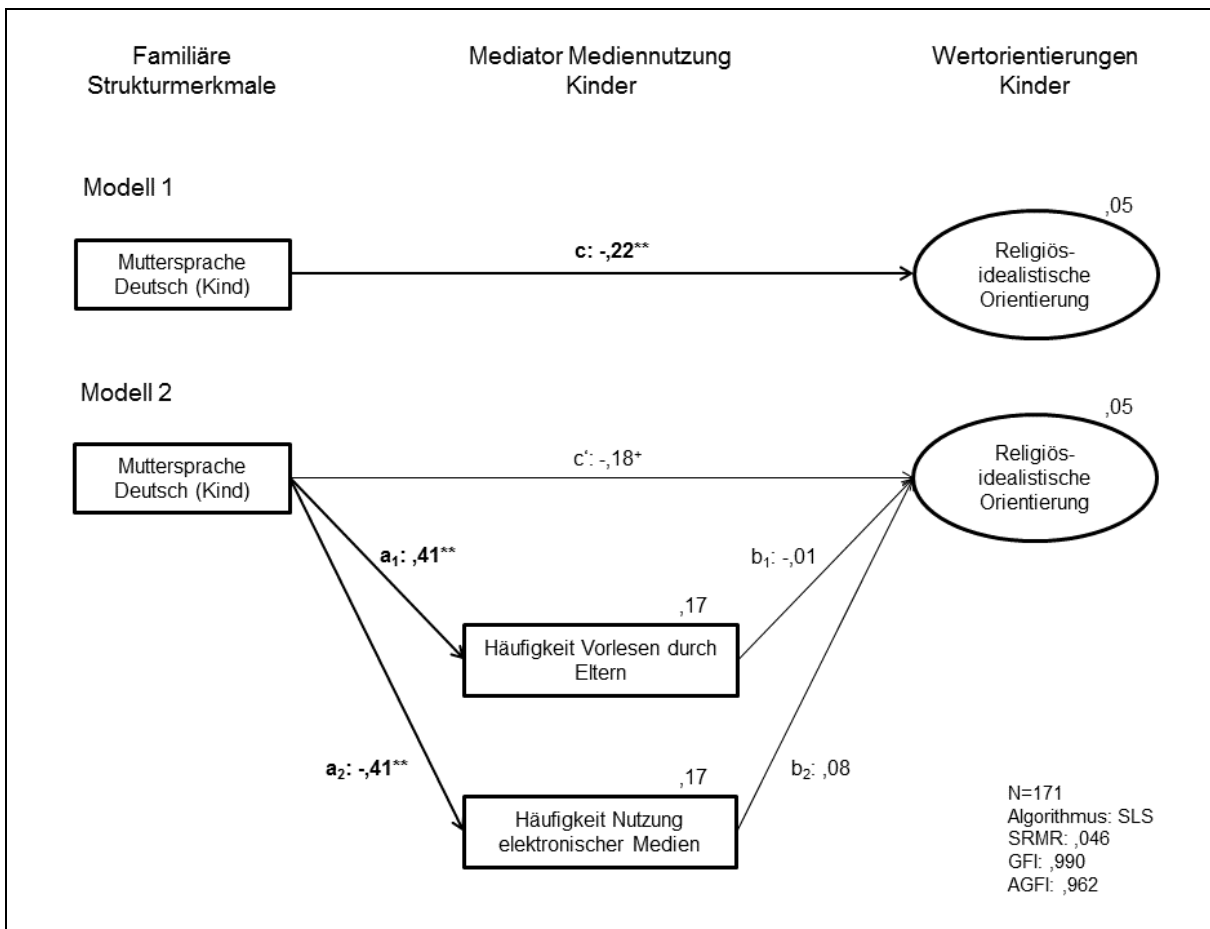 Familiäre
Strukturmerkmale
Mediator Mediennutzung
Kinder
Wertorientierungen
Kinder
Modell 1
,05
Muttersprache
Deutsch (Kind)
c: -,22**
Religiös-
idealistische
Orientierung
Modell 2
,05
Muttersprache
Deutsch (Kind)
c‘: -,18+
Religiös-
idealistische
Orientierung
a1: ,41**
b1: -,01
,17
Häufigkeit Vorlesen durch
Eltern
a2: -,41**
,17
b2: ,08
Häufigkeit Nutzung
elektronischer Medien
N=171
Algorithmus: SLS
SRMR: ,046
GFI: ,990
AGFI: ,962